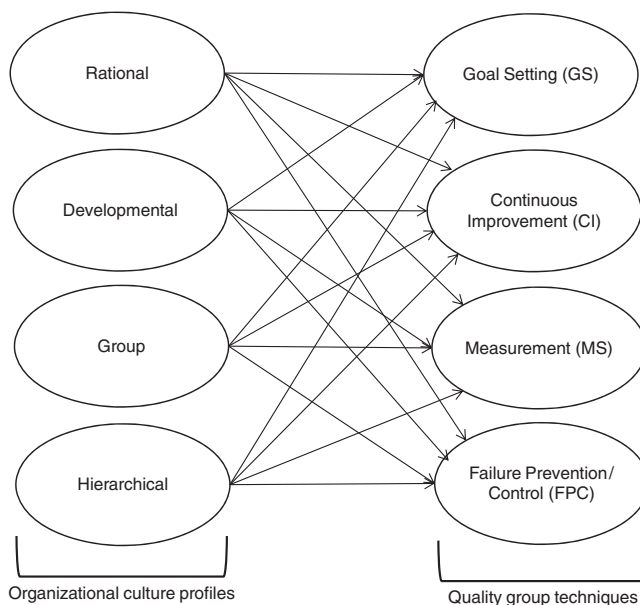 Rational
Goal Setting (GS)
Developmental
Continuous
Improvement (CI)
Group
Measurement (MS)
Hierarchical
Failure Prevention/
Control (FPC)
Organizational culture profiles
Quality group techniques